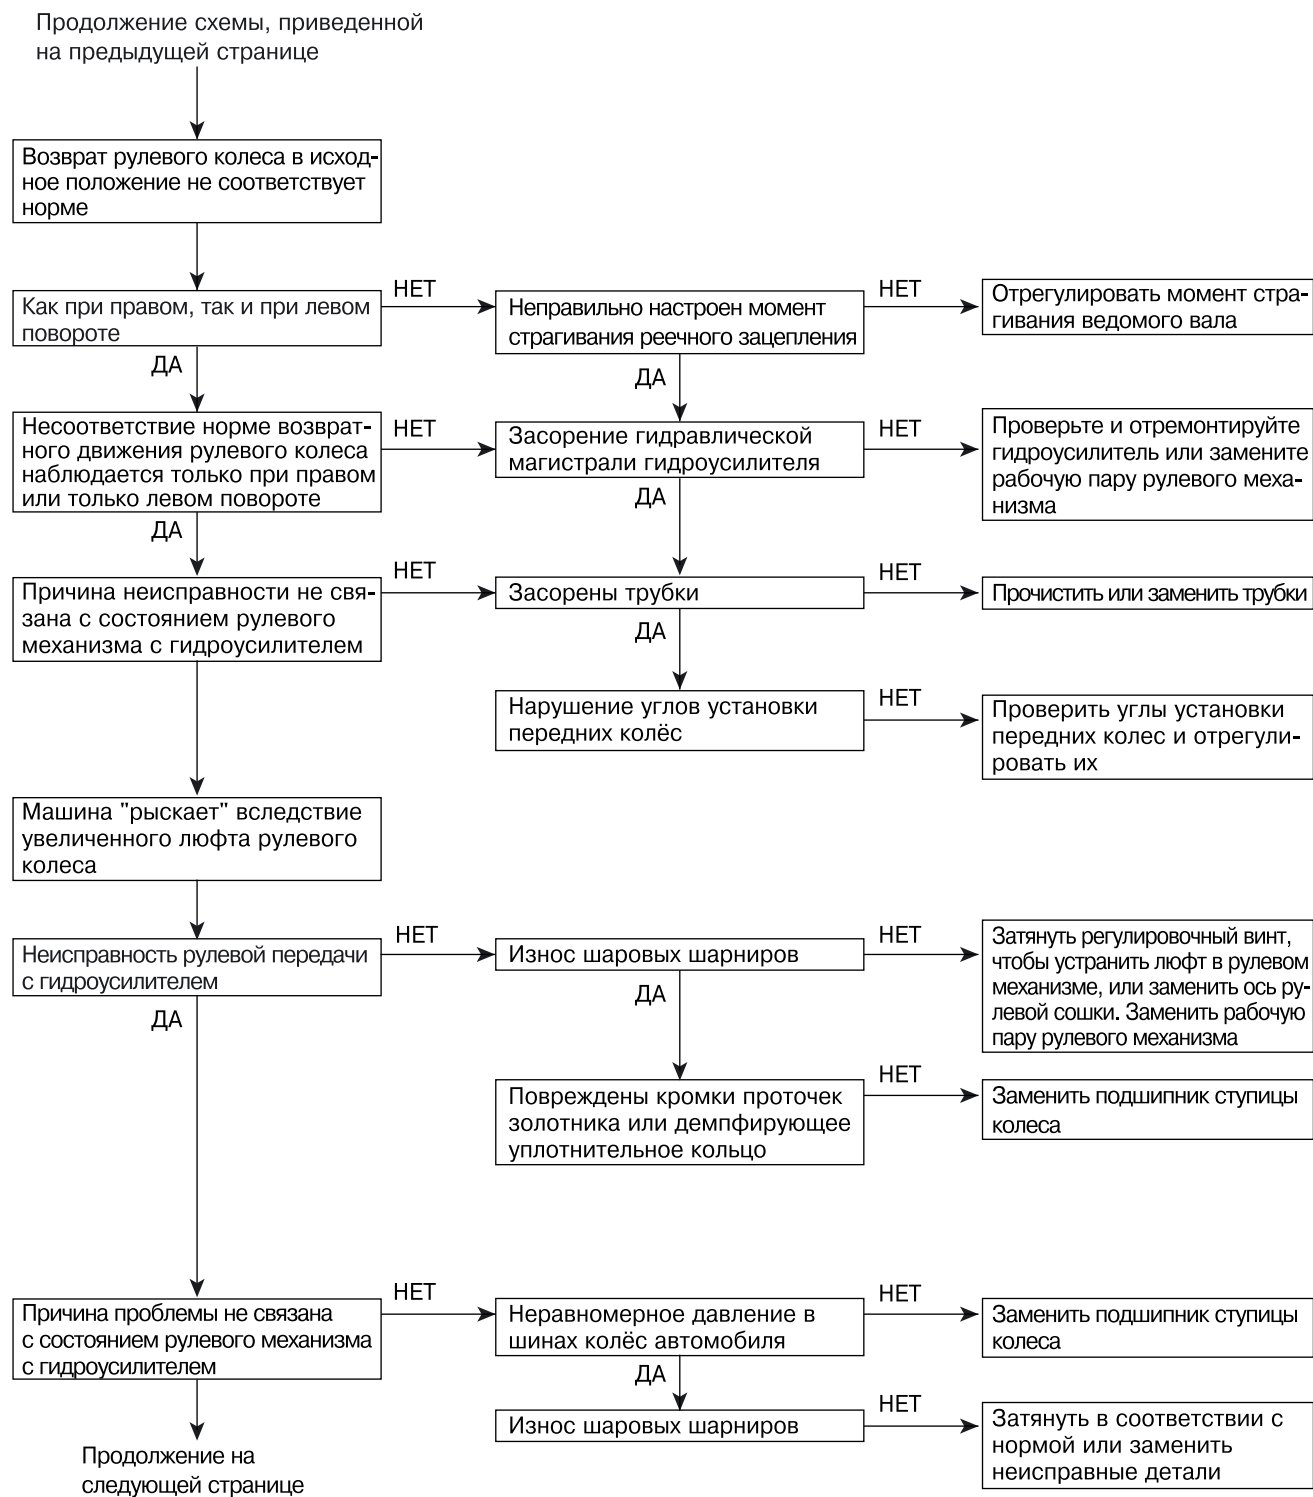 Продолжение схемы, приведенной
на предыдущей странице
Возврат рулевого колеса в исход-
ное положение не соответствует
норме
Как при правом, так и при левом
повороте
НЕТ
Неправильно настроен момент
страгивания реечного зацепления
НЕТ
Отрегулировать момент стра-
гивания ведомого вала
ДА
ДА
Несоответствие норме возврат-
ного движения рулевого колеса
наблюдается только при правом
или только левом повороте
НЕТ
Засорение гидравлической
магистрали гидроусилителя
НЕТ
Проверьте и отремонтируйте
гидроусилитель или замените
рабочую пару рулевого меха-
низма
ДА
ДА
Причина неисправности не свя-
зана с состоянием рулевого
механизма с гидроусилителем
НЕТ
Засорены трубки
НЕТ
Прочистить или заменить трубки
ДА
Нарушение углов установки
передних колёс
НЕТ
Проверить углы установки
передних колес и отрегули-
ровать их
Машина "рыскает" вследствие
увеличенного люфта рулевого
колеса
Неисправность рулевой передачи
с гидроусилителем
НЕТ
Износ шаровых шарниров
НЕТ
Затянуть регулировочный винт,
чтобы устранить люфт в рулевом
механизме, или заменить ось ру-
левой сошки. Заменить рабочую
пару рулевого механизма
ДА
ДА
Повреждены кромки проточек
золотника или демпфирующее
уплотнительное кольцо
НЕТ
Заменить подшипник ступицы
колеса
Причина проблемы не связана
с состоянием рулевого механизма
с гидроусилителем
НЕТ
Неравномерное давление в
шинах колёс автомобиля
НЕТ
Заменить подшипник ступицы
колеса
ДА
Износ шаровых шарниров
НЕТ
Затянуть в соответствии с
нормой или заменить
неисправные детали
Продолжение на
следующей странице